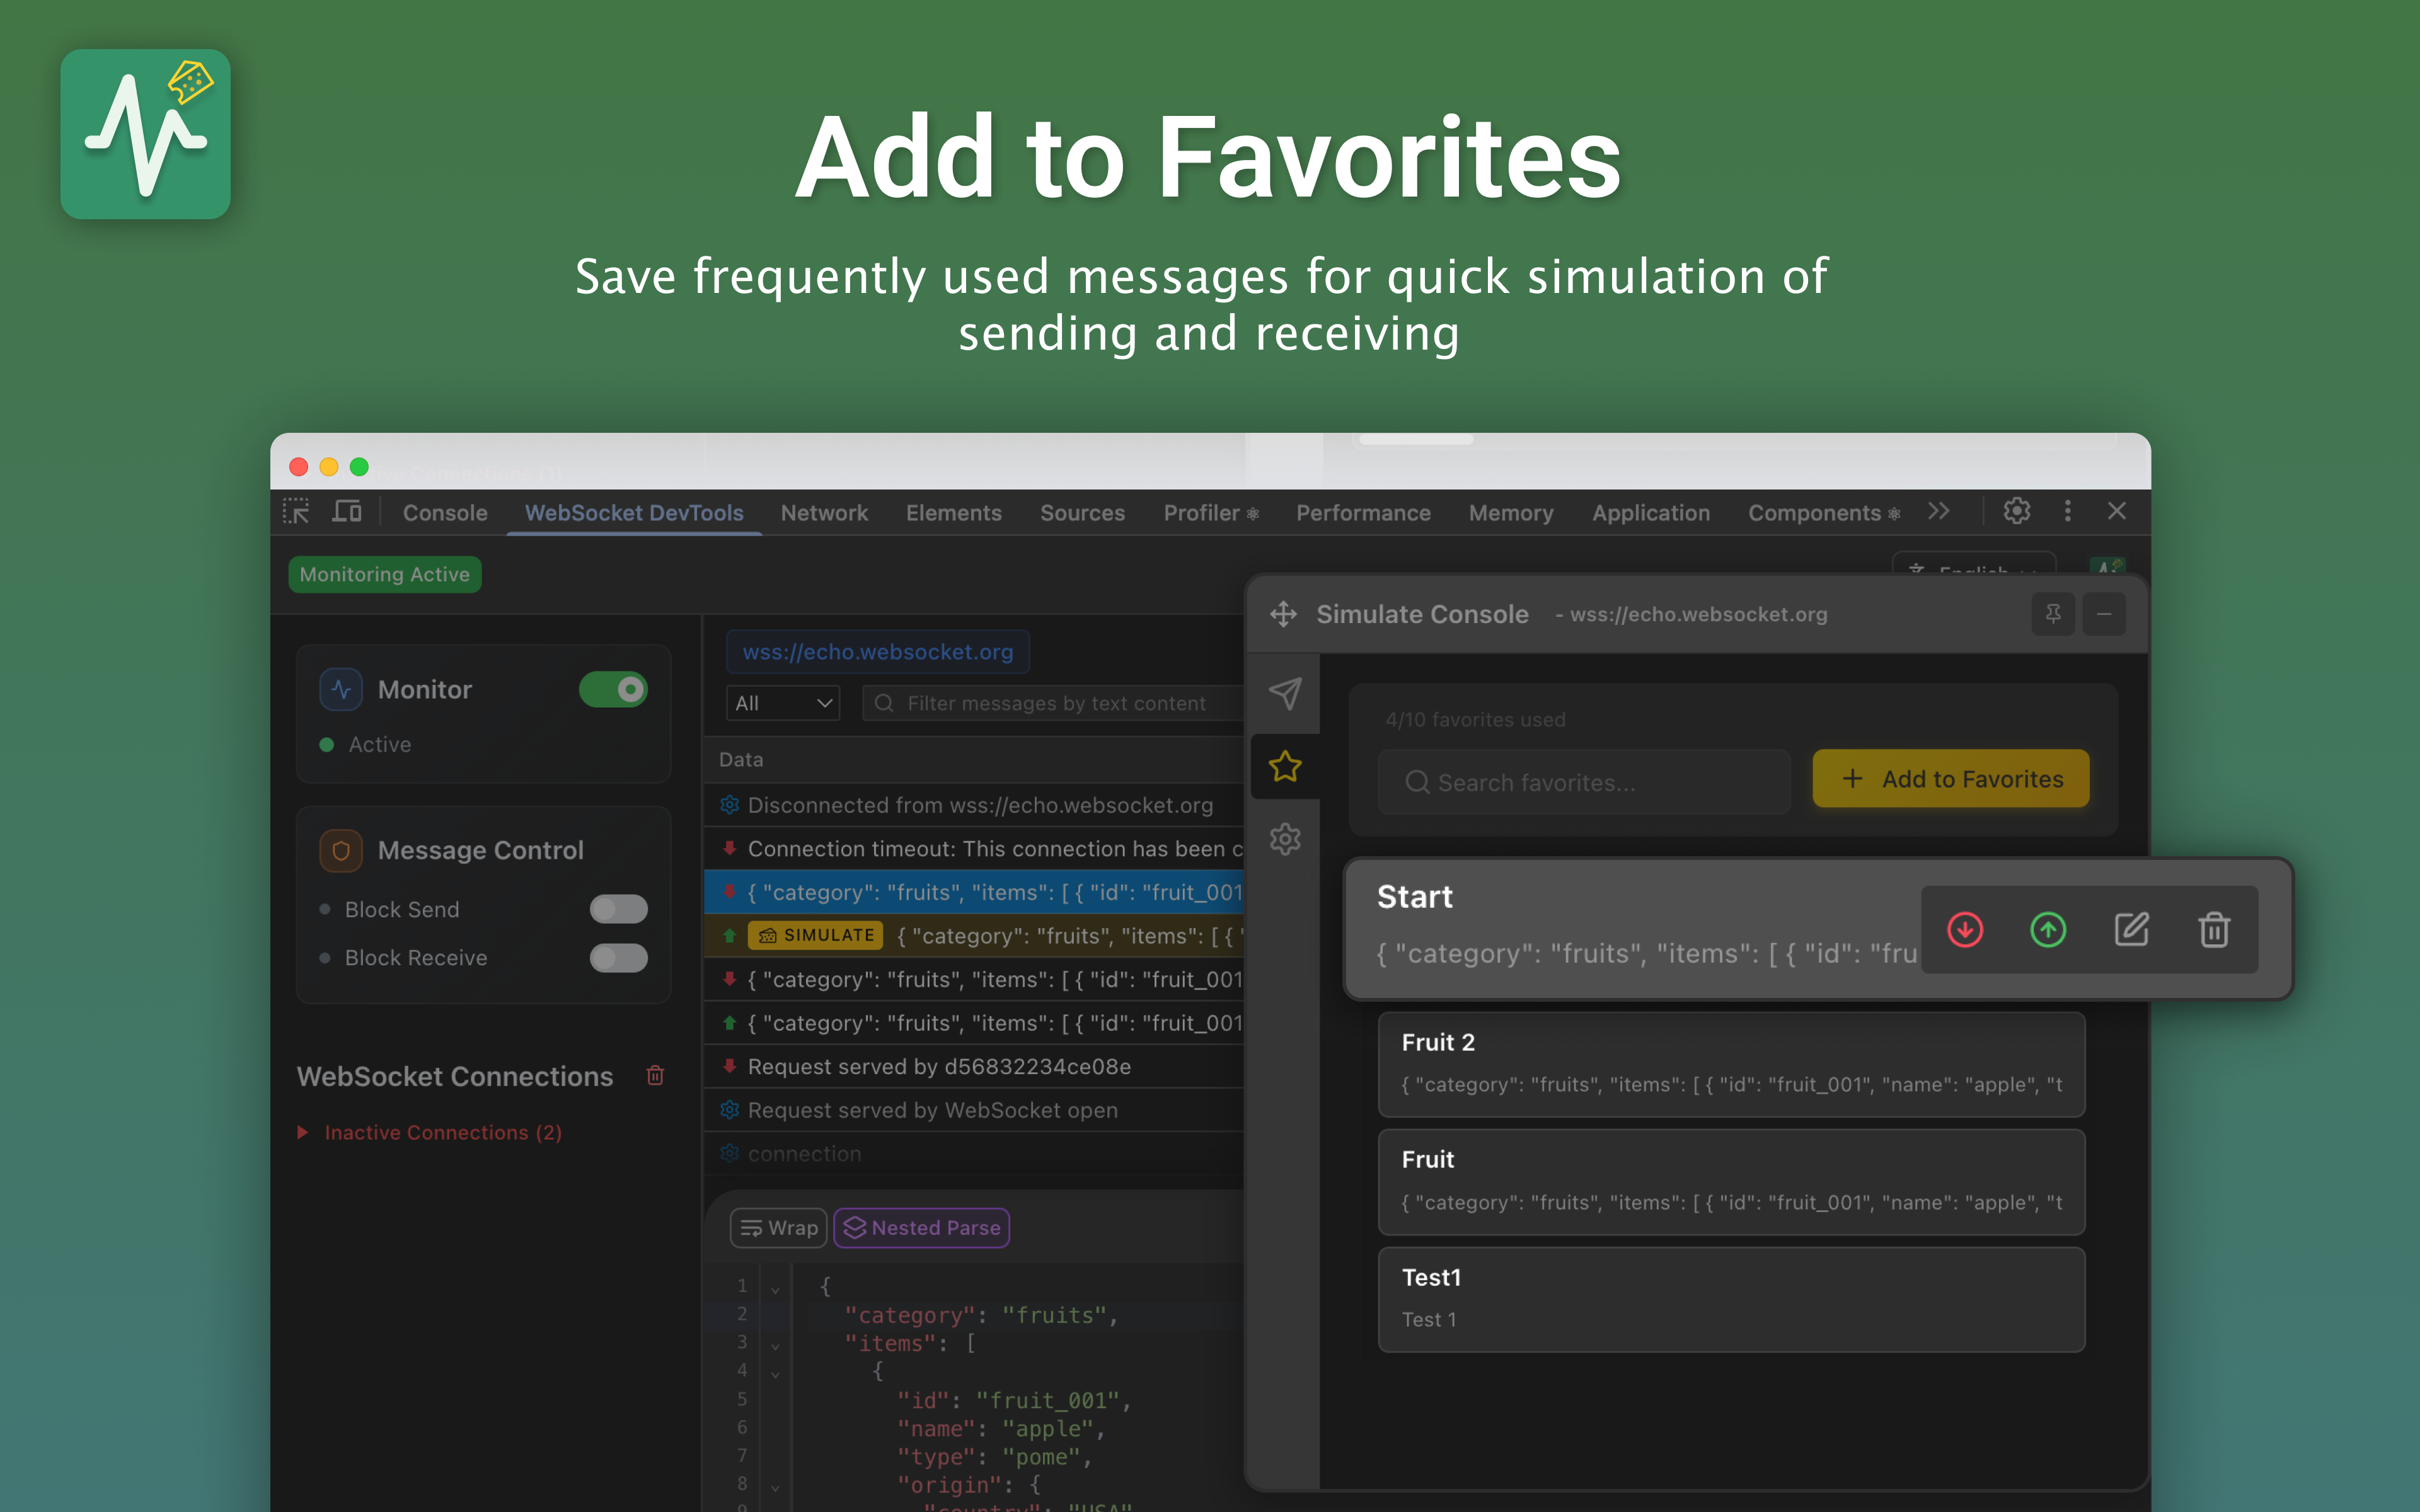 Add to Favorites
Save frequently used messages for quick simulation of
sending and receiving
Console
WebSocket DevTools
Network
Elements
Sources
Profiler
Performance
Memory
Application
Components
Monitoring Active
English
Monitor
Active
Message Control
Block Send
Block Receive
WebSocket Connections
Inactive Connections (2)
wss://echo.websocket.org
All
Filter messages by text content
Data
Disconnected from wss://echo.websocket.org
Connection timeout: This connection has been c
{ "category": "fruits", "items": [ { "id": "fruit_001
SIMULATE { "category": "fruits", "items": [ { "
{ "category": "fruits", "items": [ { "id": "fruit_001
{ "category": "fruits", "items": [ { "id": "fruit_001
Request served by d56832234ce08e
Request served by WebSocket open
connection
Wrap
Nested Parse
1 {
2 "category": "fruits",
3 "items": [
4 {
5 "id": "fruit_001",
6 "name": "apple",
7 "type": "pome",
8 "origin": {
9 "country": "USA"
Simulate Console - wss://echo.websocket.org
4/10 favorites used
Search favorites...
+ Add to Favorites
Start
{ "category": "fruits", "items": [ { "id": "fru
Fruit 2
{ "category": "fruits", "items": [ { "id": "fruit_001", "name": "apple", "t
Fruit
{ "category": "fruits", "items": [ { "id": "fruit_001", "name": "apple", "t
Test1
Test 1